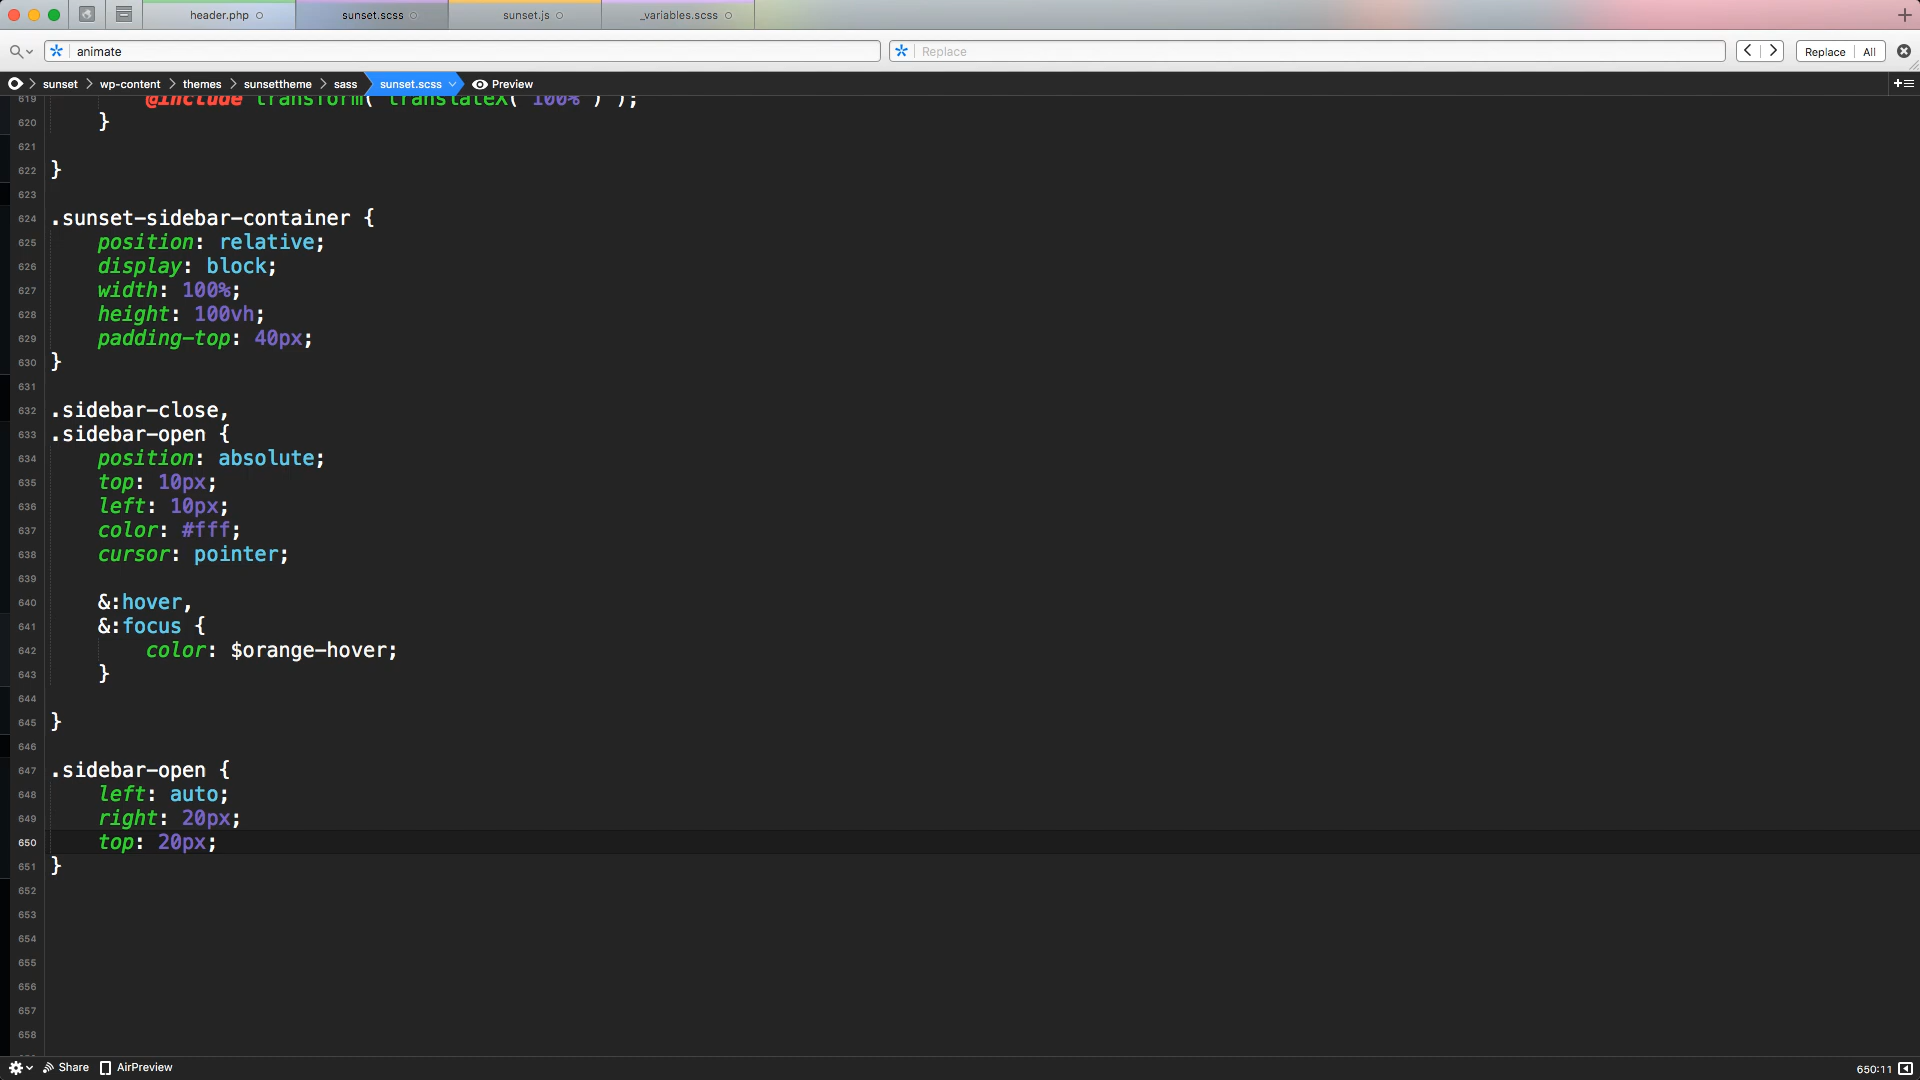 header.php
sunset.scss
sunset.js
_variables.scss
animate
Replace
Replace
All
sunset
wp-content
themes
sunsettheme
sass
sunset.scss
Preview
619 @include transform( translateX( 100% ) );
620 }
621
622 }
623
624 .sunset-sidebar-container {
625 position: relative;
626 display: block;
627 width: 100%;
628 height: 100vh;
629 padding-top: 40px;
630 }
631
632 .sidebar-close,
633 .sidebar-open {
634 position: absolute;
635 top: 10px;
636 left: 10px;
637 color: #fff;
638 cursor: pointer;
639
640 &:hover,
641 &:focus {
642 color: $orange-hover;
643 }
644
645 }
646
647 .sidebar-open {
648 left: auto;
649 right: 20px;
650 top: 20px;
651 }
652
653
654
655
656
657
658
Share
AirPreview
650:11